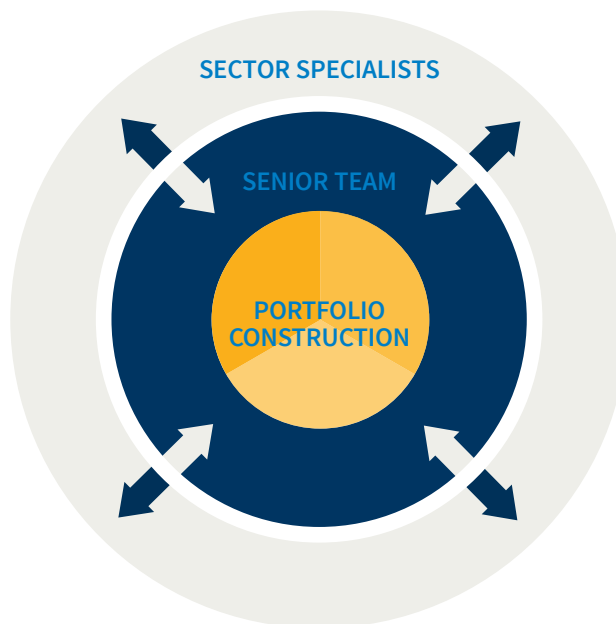 SECTOR SPECIALISTS
SENIOR TEAM
PORTFOLIO
CONSTRUCTION